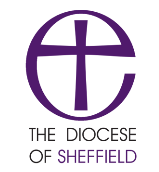 THE DIOCESE
OF SHEFFIELD